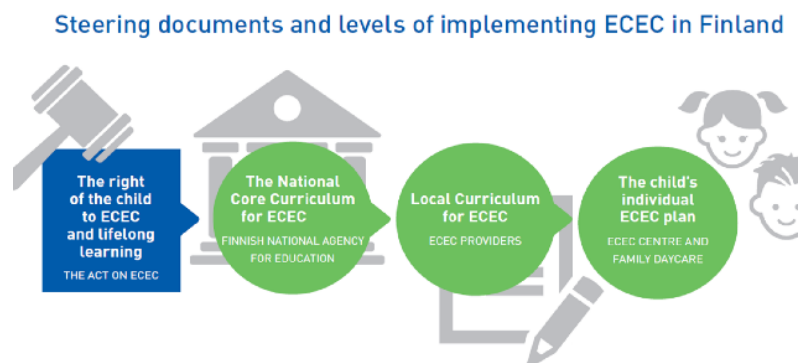 Steering documents and levels of implementing ECEC in Finland
The right
of the child
to ECEC
and lifelong
learning
THE ACT ON ECEC
The National
Core Curriculum
for ECEC
FINNISH NATIONAL AGENCY
FOR EDUCATION
Local Curriculum
for ECEC
ECEC PROVIDERS
The child's
individual
ECEC plan
ECEC CENTRE AND
FAMILY DAYCARE